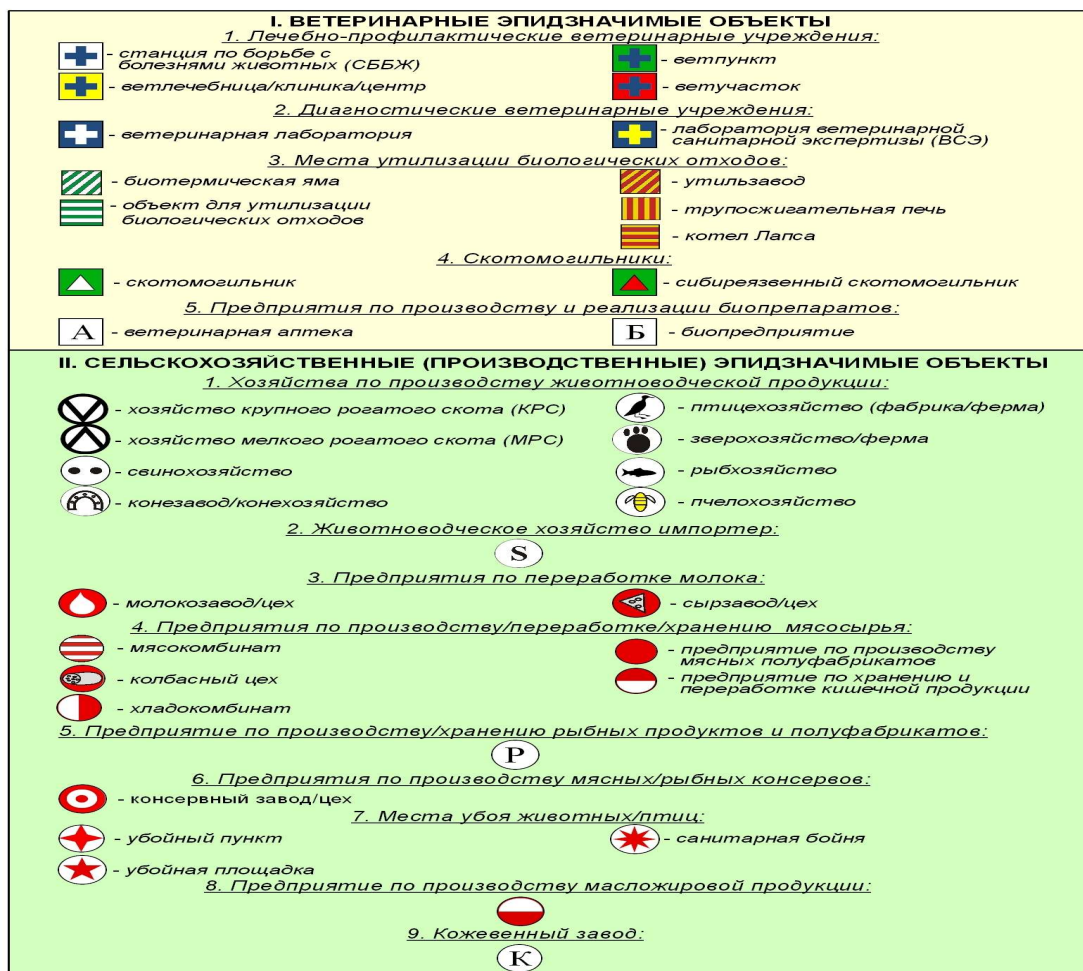 I. ВЕТЕРИНАРНЫЕ ЭПИДЗНАЧИМЫЕ ОБЪЕКТЫ
1. Лечебно-профилактические ветеринарные учреждения:
- станция по борьбе с
болезнями животных (СББЖ)
- ветпункт
- ветлечебница/клиника/центр
- ветучасток
2. Диагностические ветеринарные учреждения:
- ветеринарная лаборатория
- лаборатория ветеринарной
санитарной экспертизы (ВСЭ)
3. Места утилизации биологических отходов:
- биотермическая яма
- утильзавод
- объект для утилизации
биологических отходов
- трупосжигательная печь
- котел Лапса
4. Скотомогильники:
- скотомогильник
- сибиреязвенный скотомогильник
5. Предприятия по производству и реализации биопрепаратов:
А - ветеринарная аптека
Б - биопредприятие
II. СЕЛЬСКОХОЗЯЙСТВЕННЫЕ (ПРОИЗВОДСТВЕННЫЕ) ЭПИДЗНАЧИМЫЕ ОБЪЕКТЫ
1. Хозяйства по производству животноводческой продукции:
- хозяйство крупного рогатого скота (КРС)
- птицехозяйство (фабрика/ферма)
- хозяйство мелкого рогатого скота (МРС)
- зверохозяйство/ферма
- свинохозяйство
- рыбхозяйство
- конезавод/конехозяйство
- пчелохозяйство
2. Животноводческое хозяйство импортер:
S
3. Предприятия по переработке молока:
- молокозавод/цех
- сырзавод/цех
4. Предприятия по производству/переработке/хранению мясосырья:
- мясокомбинат
- предприятие по производству
мясных полуфабрикатов
- колбасный цех
- предприятие по хранению и
переработке кишечной продукции
- хладокомбинат
5. Предприятие по производству/хранению рыбных продуктов и полуфабрикатов:
Р
6. Предприятия по производству мясных/рыбных консервов:
- консервный завод/цех
7. Места убоя животных/птиц:
- убойный пункт
- санитарная бойня
- убойная площадка
8. Предприятие по производству масложировой продукции:
9. Кожевенный завод:
К